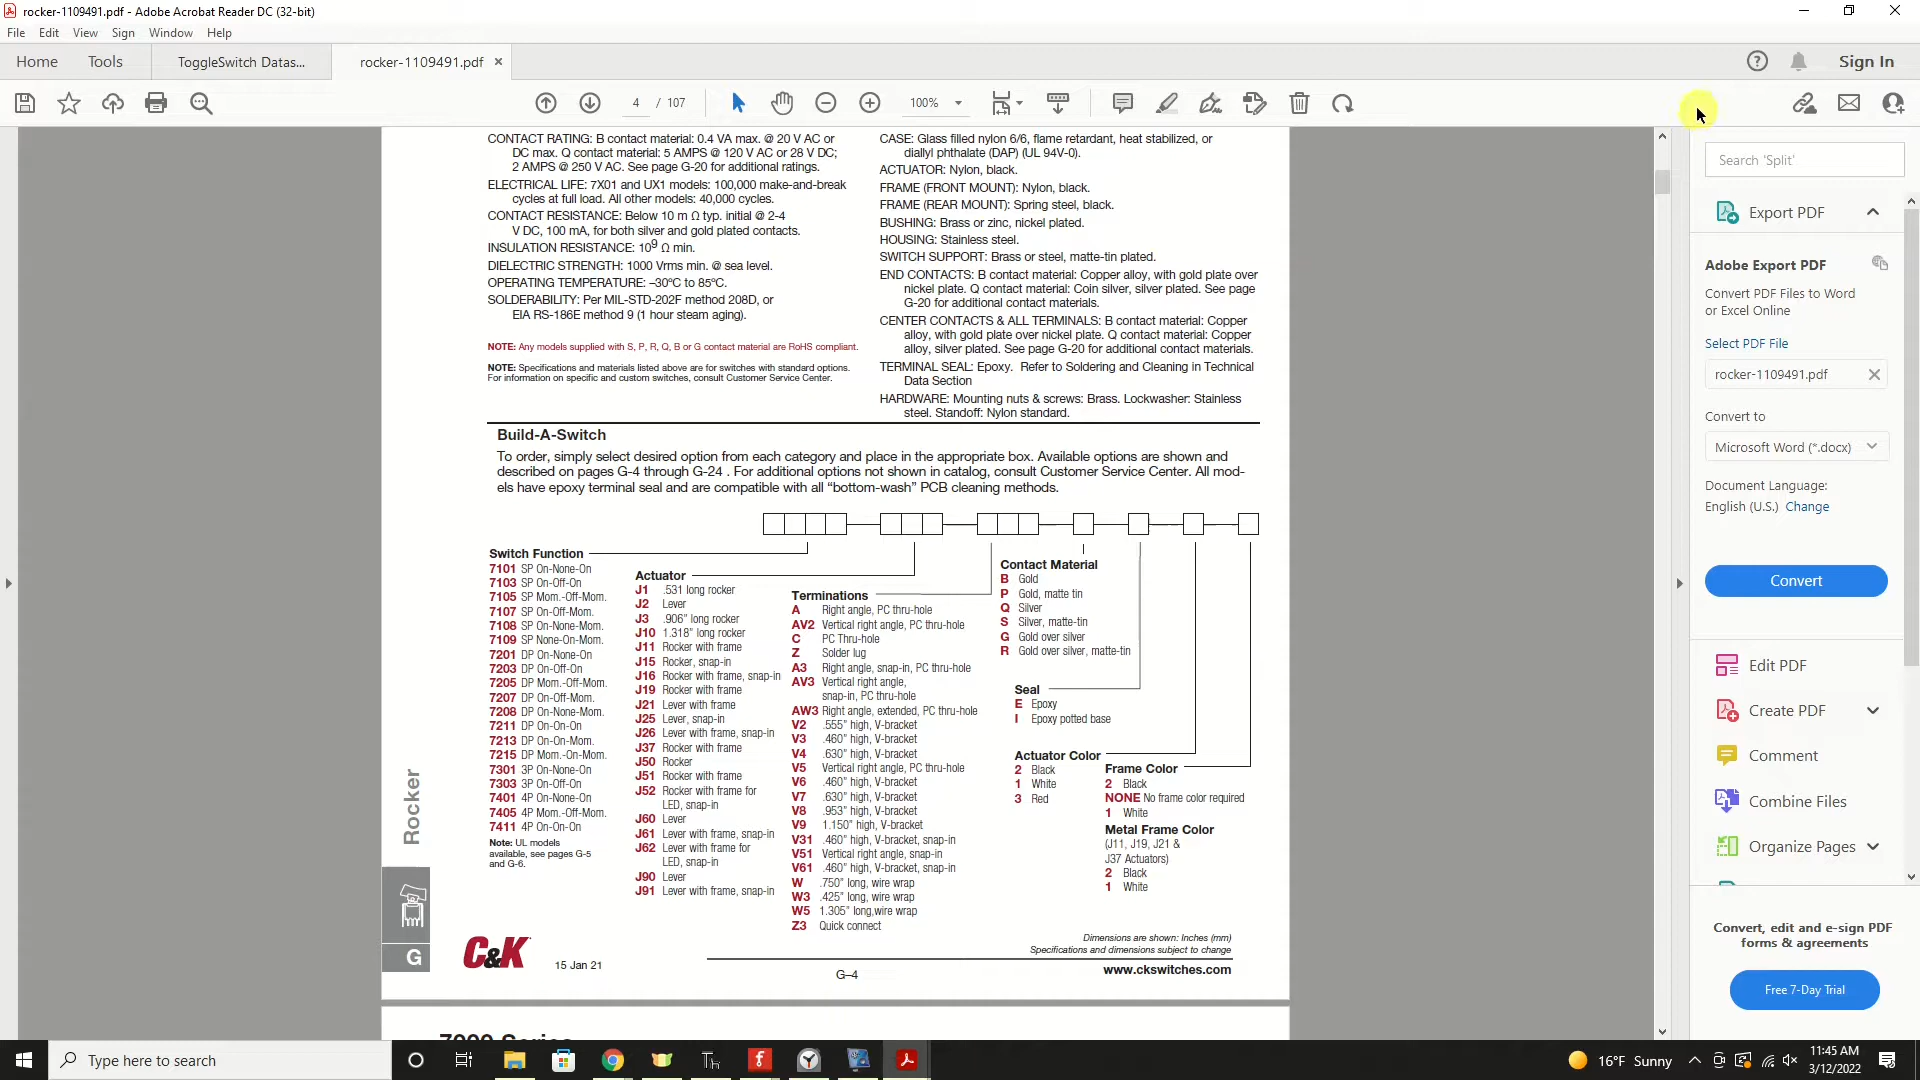 rocker-1109491.pdf - Adobe Acrobat Reader DC (32-bit)
File Edit View Sign Window Help
Home Tools ToggleSwitch Datas... rocker-1109491.pdf Sign In
4 / 107 100%
CONTACT RATING: B contact material: 0.4 VA max. @ 20 V AC or
DC max. Q contact material: 5 AMPS @ 120 V AC or 28 V DC;
2 AMPS @ 250 V AC. See page G-20 for additional ratings.
ELECTRICAL LIFE: 7X01 and UX1 models: 100,000 make-and-break
cycles at full load. All other models: 40,000 cycles.
CONTACT RESISTANCE: Below 10 m Ω typ. initial @ 2-4
V DC, 100 mA, for both silver and gold plated contacts.
INSULATION RESISTANCE: 10⁹ Ω min.
DIELECTRIC STRENGTH: 1000 Vrms min. @ sea level.
OPERATING TEMPERATURE: –30ºC to 85ºC.
SOLDERABILITY: Per MIL-STD-202F method 208D, or
EIA RS-186E method 9 (1 hour steam aging).
NOTE: Any models supplied with S, P, R, Q, B or G contact material are RoHS compliant.
NOTE: Specifications and materials listed above are for switches with standard options.
For information on specific and custom switches, consult Customer Service Center.
CASE: Glass filled nylon 6/6, flame retardant, heat stabilized, or
diallyl phthalate (DAP) (UL 94V-0).
ACTUATOR: Nylon, black.
FRAME (FRONT MOUNT): Nylon, black.
FRAME (REAR MOUNT): Spring steel, black.
BUSHING: Brass or zinc, nickel plated.
HOUSING: Stainless steel.
SWITCH SUPPORT: Brass or steel, matte-tin plated.
END CONTACTS: B contact material: Copper alloy, with gold plate over
nickel plate. Q contact material: Coin silver, silver plated. See page
G-20 for additional contact materials.
CENTER CONTACTS & ALL TERMINALS: B contact material: Copper
alloy, with gold plate over nickel plate. Q contact material: Copper
alloy, silver plated. See page G-20 for additional contact materials.
TERMINAL SEAL: Epoxy. Refer to Soldering and Cleaning in Technical
Data Section
HARDWARE: Mounting nuts & screws: Brass. Lockwasher: Stainless
steel. Standoff: Nylon standard.
Build-A-Switch
To order, simply select desired option from each category and place in the appropriate box. Available options are shown and
described on pages G-4 through G-24 . For additional options not shown in catalog, consult Customer Service Center. All mod-
els have epoxy terminal seal and are compatible with all “bottom-wash” PCB cleaning methods.
Switch Function
7101 SP On-None-On
7103 SP On-Off-On
7105 SP Mom.-Off-Mom.
7107 SP On-Off-Mom.
7108 SP On-None-Mom.
7109 SP None-On-Mom.
7201 DP On-None-On
7203 DP On-Off-On
7205 DP Mom.-Off-Mom.
7207 DP On-Off-Mom.
7208 DP On-None-Mom.
7211 DP On-On-On
7213 DP On-On-Mom.
7215 DP Mom.-On-Mom.
7301 3P On-None-On
7303 3P On-Off-On
7401 4P On-None-On
7405 4P Mom.-Off-Mom.
7411 4P On-On-On
Note: UL models
available, see pages G-5
and G-6.
Actuator
J1 .531 long rocker
J2 Lever
J3 .906" long rocker
J10 1.318" long rocker
J11 Rocker with frame
J15 Rocker, snap-in
J16 Rocker with frame, snap-in
J19 Rocker with frame
J21 Lever with frame
J25 Lever, snap-in
J26 Lever with frame, snap-in
J37 Rocker with frame
J50 Rocker
J51 Rocker with frame
J52 Rocker with frame for
LED, snap-in
J60 Lever
J61 Lever with frame, snap-in
J62 Lever with frame for
LED, snap-in
J90 Lever
J91 Lever with frame, snap-in
Terminations
A Right angle, PC thru-hole
AV2 Vertical right angle, PC thru-hole
C PC Thru-hole
Z Solder lug
A3 Right angle, snap-in, PC thru-hole
AV3 Vertical right angle,
snap-in, PC thru-hole
AW3 Right angle, extended, PC thru-hole
V2 .555" high, V-bracket
V3 .460" high, V-bracket
V4 .630" high, V-bracket
V5 Vertical right angle, PC thru-hole
V6 .460" high, V-bracket
V7 .630" high, V-bracket
V8 .953" high, V-bracket
V9 1.150" high, V-bracket
V31 .460" high, V-bracket, snap-in
V51 Vertical right angle, snap-in
V61 .460" high, V-bracket, snap-in
W .750" long, wire wrap
W3 .425" long, wire wrap
W5 1.305" long,wire wrap
Z3 Quick connect
Contact Material
B Gold
P Gold, matte tin
Q Silver
S Silver, matte-tin
G Gold over silver
R Gold over silver, matte-tin
Seal
E Epoxy
I Epoxy potted base
Actuator Color
2 Black
1 White
3 Red
Frame Color
2 Black
NONE No frame color required
1 White
Metal Frame Color
(J11, J19, J21 &
J37 Actuators)
2 Black
1 White
Rocker
G
C&K
15 Jan 21
Dimensions are shown: Inches (mm)
Specifications and dimensions subject to change
G–4
www.ckswitches.com
7000 Series
Search 'Split'
Export PDF
Adobe Export PDF
Convert PDF Files to Word
or Excel Online
Select PDF File
rocker-1109491.pdf
Convert to
Microsoft Word (*.docx)
Document Language:
English (U.S.) Change
Convert
Edit PDF
Create PDF
Comment
Combine Files
Organize Pages
Convert, edit and e-sign PDF
forms & agreements
Free 7-Day Trial
Type here to search
Th
16°F Sunny
11:45 AM
3/12/2022